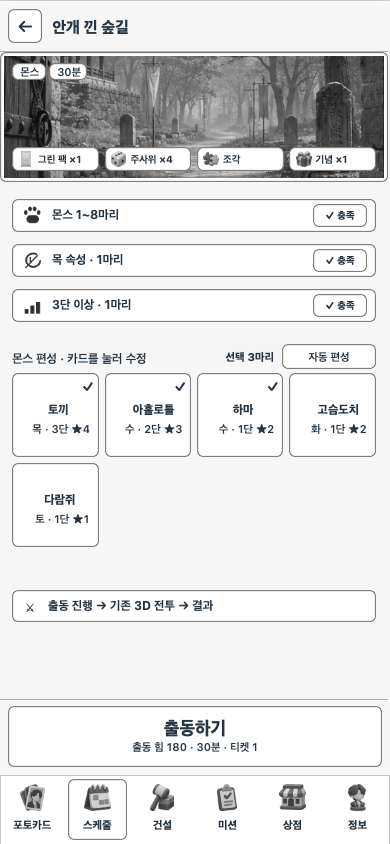 안개 낀 숲길
몬스 30분
그린 팩 ×1 주사위 ×4 조각 기념 ×1
몬스 1~8마리 ✓ 충족
목 속성 · 1마리 ✓ 충족
3단 이상 · 1마리 ✓ 충족
몬스 편성 · 카드를 눌러 수정 선택 3마리 자동 편성
토끼
목 · 3단 ★4
아홀로틀
수 · 2단 ★3
하마
수 · 1단 ★2
고슴도치
화 · 1단 ★2
다람쥐
토 · 1단 ★1
출동 진행 → 기존 3D 전투 → 결과
출동하기
출동 힘 180 · 30분 · 티켓 1
포토카드 스케줄 건설 미션 상점 정보